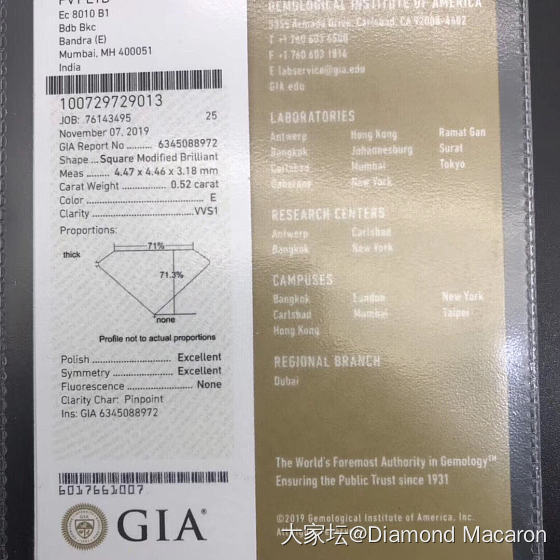 Ec 8010 B1
Bdb Bkc
Bandra (E)
Mumbai, MH 400051
India
100729729013
JOB: 76143495 25
November 07, 2019
GIA Report No ........... 6345088972
Shape ... Square Modified Brilliant
Meas ........ 4.47 x 4.46 x 3.18 mm
Carat Weight ................ 0.52 carat
Color ..................................... E
Clarity ................................ VVS1
Proportions:
71%
thick
71.3%
none
Profile not to actual proportions
Polish ............................ Excellent
Symmetry ..................... Excellent
Fluorescence ..................... None
Clarity Char: Pinpoint
Ins: GIA 6345088972
6017661007
GIA®
GEMOLOGICAL INSTITUTE OF AMERICA
5355 Armada Drive, Carlsbad, CA 92008-4602
T +1 760 603 4500
F +1 760 603 1814
E labservice@gia.edu
GIA.edu
LABORATORIES
Antwerp Hong Kong Ramat Gan
Bangkok Johannesburg Surat
Carlsbad Mumbai Tokyo
Gaborone New York
RESEARCH CENTERS
Antwerp Carlsbad
Bangkok New York
CAMPUSES
Bangkok London New York
Carlsbad Mumbai Taipei
Hong Kong
REGIONAL BRANCH
Dubai
The World's Foremost Authority in Gemology™
Ensuring the Public Trust since 1931
©2019 Gemological Institute of America, Inc.
大家坛@Diamond Macaron